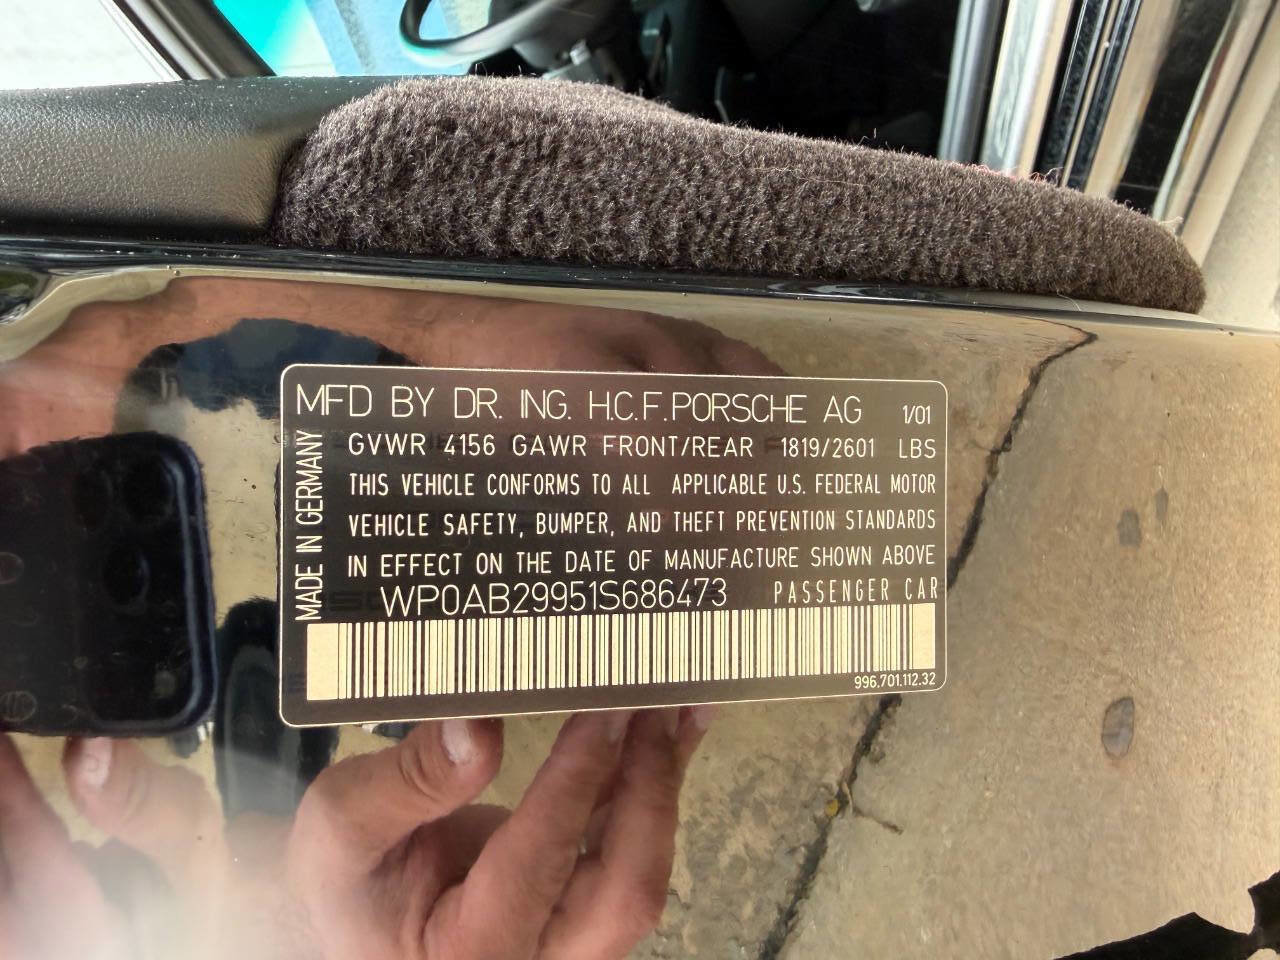 MFD BY DR. ING. H.C.F.PORSCHE AG 1/01
GVWR 4156 GAWR FRONT/REAR 1819/2601 LBS
THIS VEHICLE CONFORMS TO ALL APPLICABLE U.S. FEDERAL MOTOR
VEHICLE SAFETY, BUMPER, AND THEFT PREVENTION STANDARDS
IN EFFECT ON THE DATE OF MANUFACTURE SHOWN ABOVE
WP0AB29951S686473 PASSENGER CAR
996.701.112.32
MADE IN GERMANY